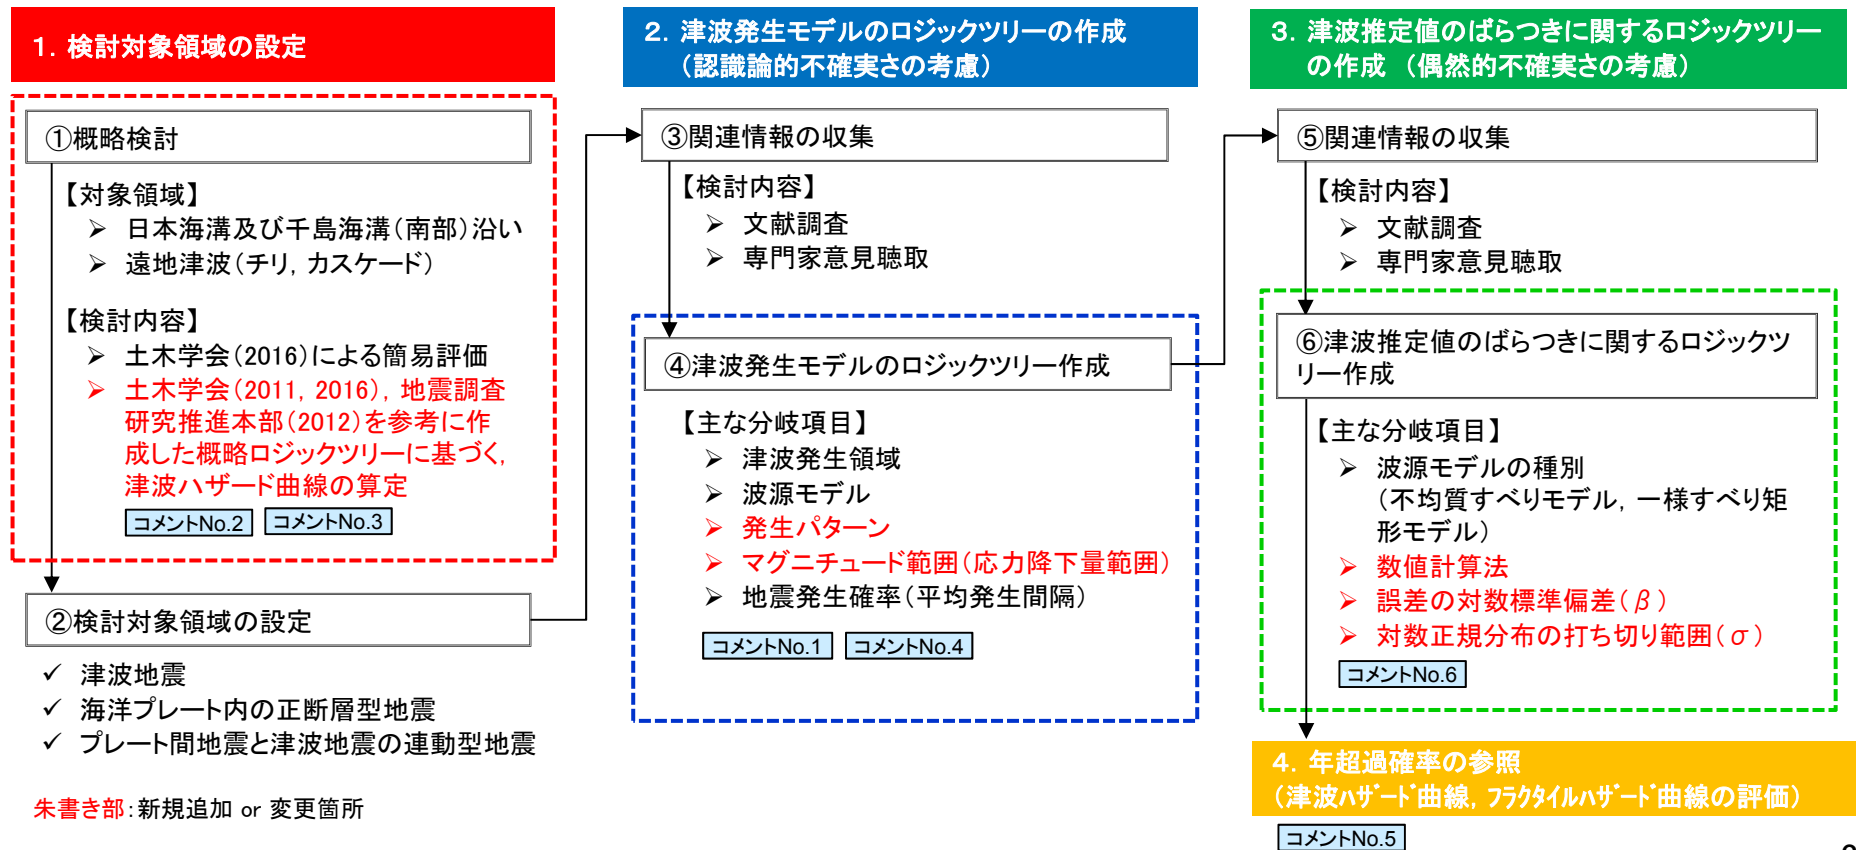 １．検討対象領域の設定
①概略検討
【対象領域】
➢ 日本海溝及び千島海溝(南部)沿い
➢ 遠地津波(チリ，カスケード)
【検討内容】
➢ 土木学会(2016)による簡易評価
➢ 土木学会(2011, 2016)，地震調査
研究推進本部(2012)を参考に作
成した概略ロジックツリーに基づく，
津波ハザード曲線の算定
コメントNo.2 コメントNo.3
②検討対象領域の設定
✓ 津波地震
✓ 海洋プレート内の正断層型地震
✓ プレート間地震と津波地震の連動型地震
朱書き部：新規追加 or 変更箇所
２．津波発生モデルのロジックツリーの作成
（認識論的不確実さの考慮）
③関連情報の収集
【検討内容】
➢ 文献調査
➢ 専門家意見聴取
④津波発生モデルのロジックツリー作成
【主な分岐項目】
➢ 津波発生領域
➢ 波源モデル
➢ 発生パターン
➢ マグニチュード範囲(応力降下量範囲)
➢ 地震発生確率(平均発生間隔)
コメントNo.1 コメントNo.4
３．津波推定値のばらつきに関するロジックツリー
の作成 （偶然的不確実さの考慮）
⑤関連情報の収集
【検討内容】
➢ 文献調査
➢ 専門家意見聴取
⑥津波推定値のばらつきに関するロジックツ
リー作成
【主な分岐項目】
➢ 波源モデルの種別
(不均質すべりモデル，一様すべり矩
形モデル)
➢ 数値計算法
➢ 誤差の対数標準偏差(β)
➢ 対数正規分布の打ち切り範囲(σ)
コメントNo.6
４．年超過確率の参照
（津波ﾊｻﾞｰﾄﾞ曲線，ﾌﾗｸﾀｲﾙﾊｻﾞｰﾄﾞ曲線の評価）
コメントNo.5